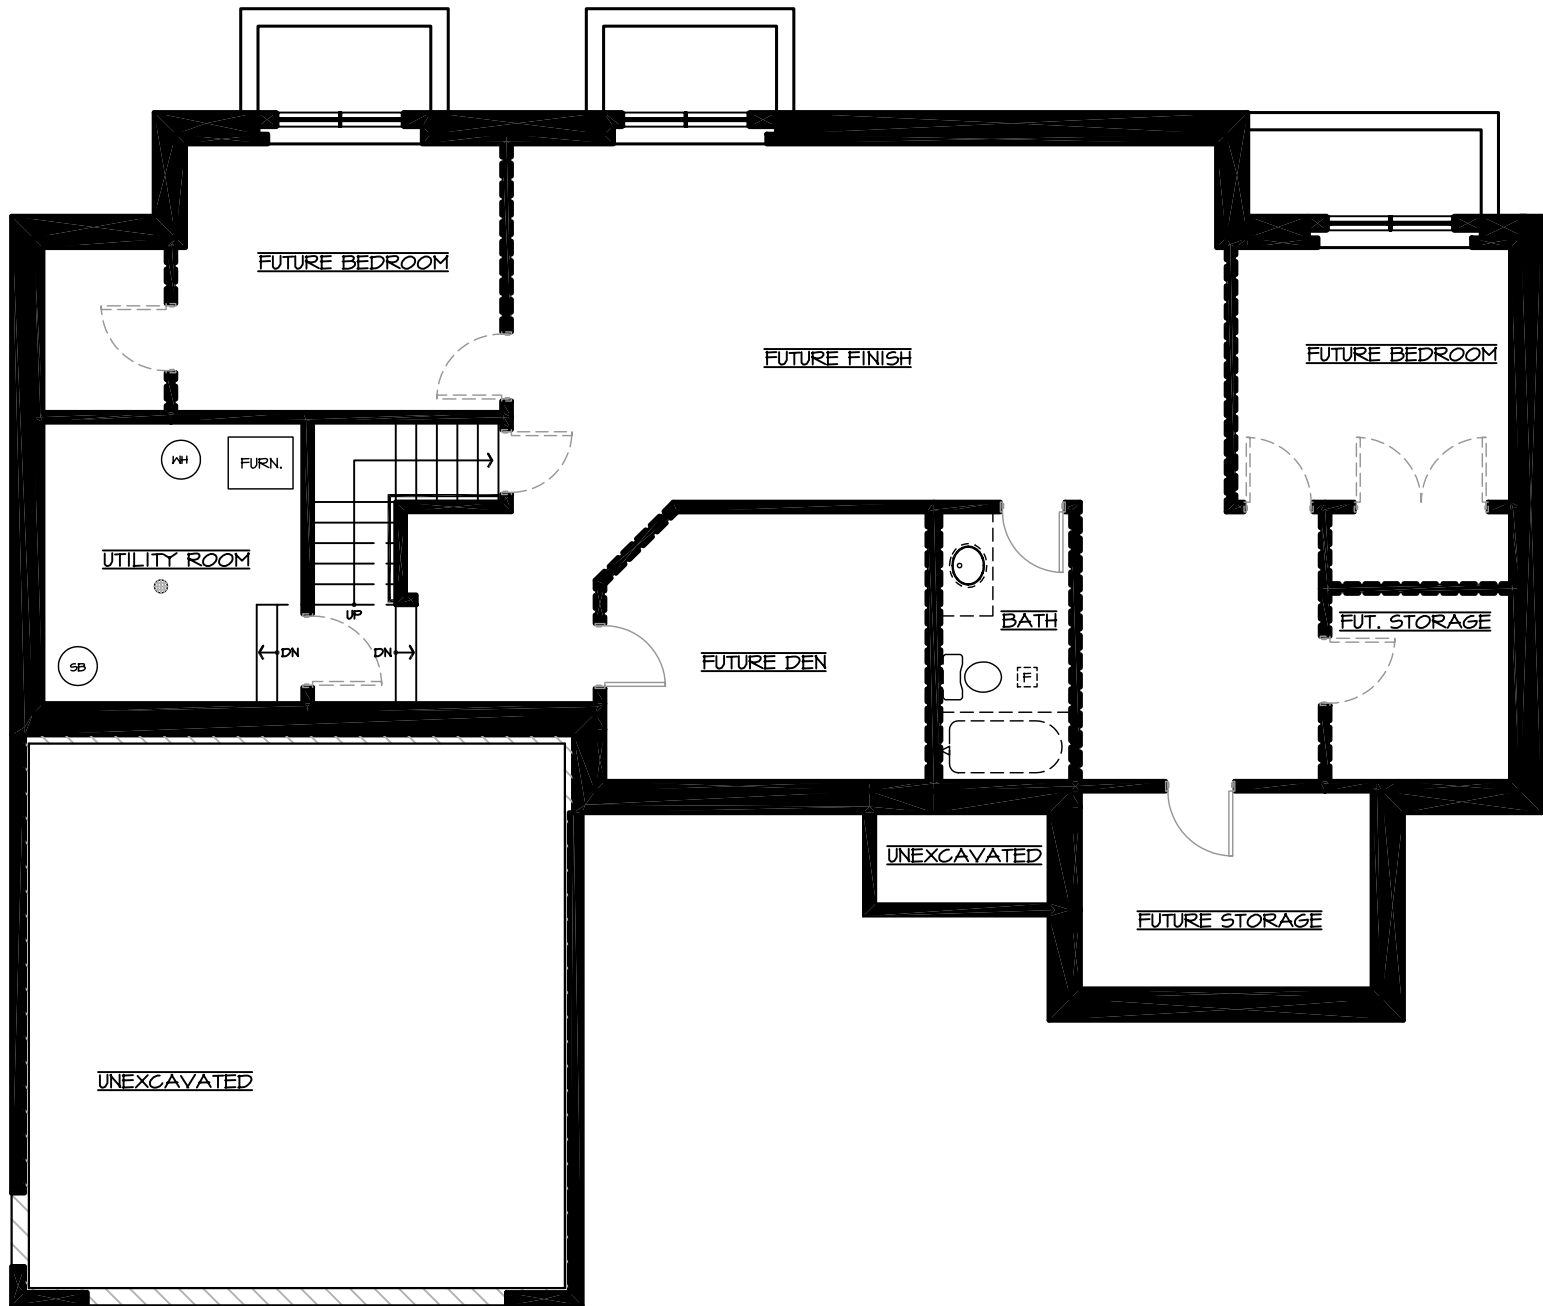 FUTURE BEDROOM
FUTURE FINISH
FUTURE BEDROOM
WH
FURN.
UTILITY ROOM
UP
DN
DN
SB
FUTURE DEN
BATH
F
FUT. STORAGE
UNEXCAVATED
FUTURE STORAGE
UNEXCAVATED